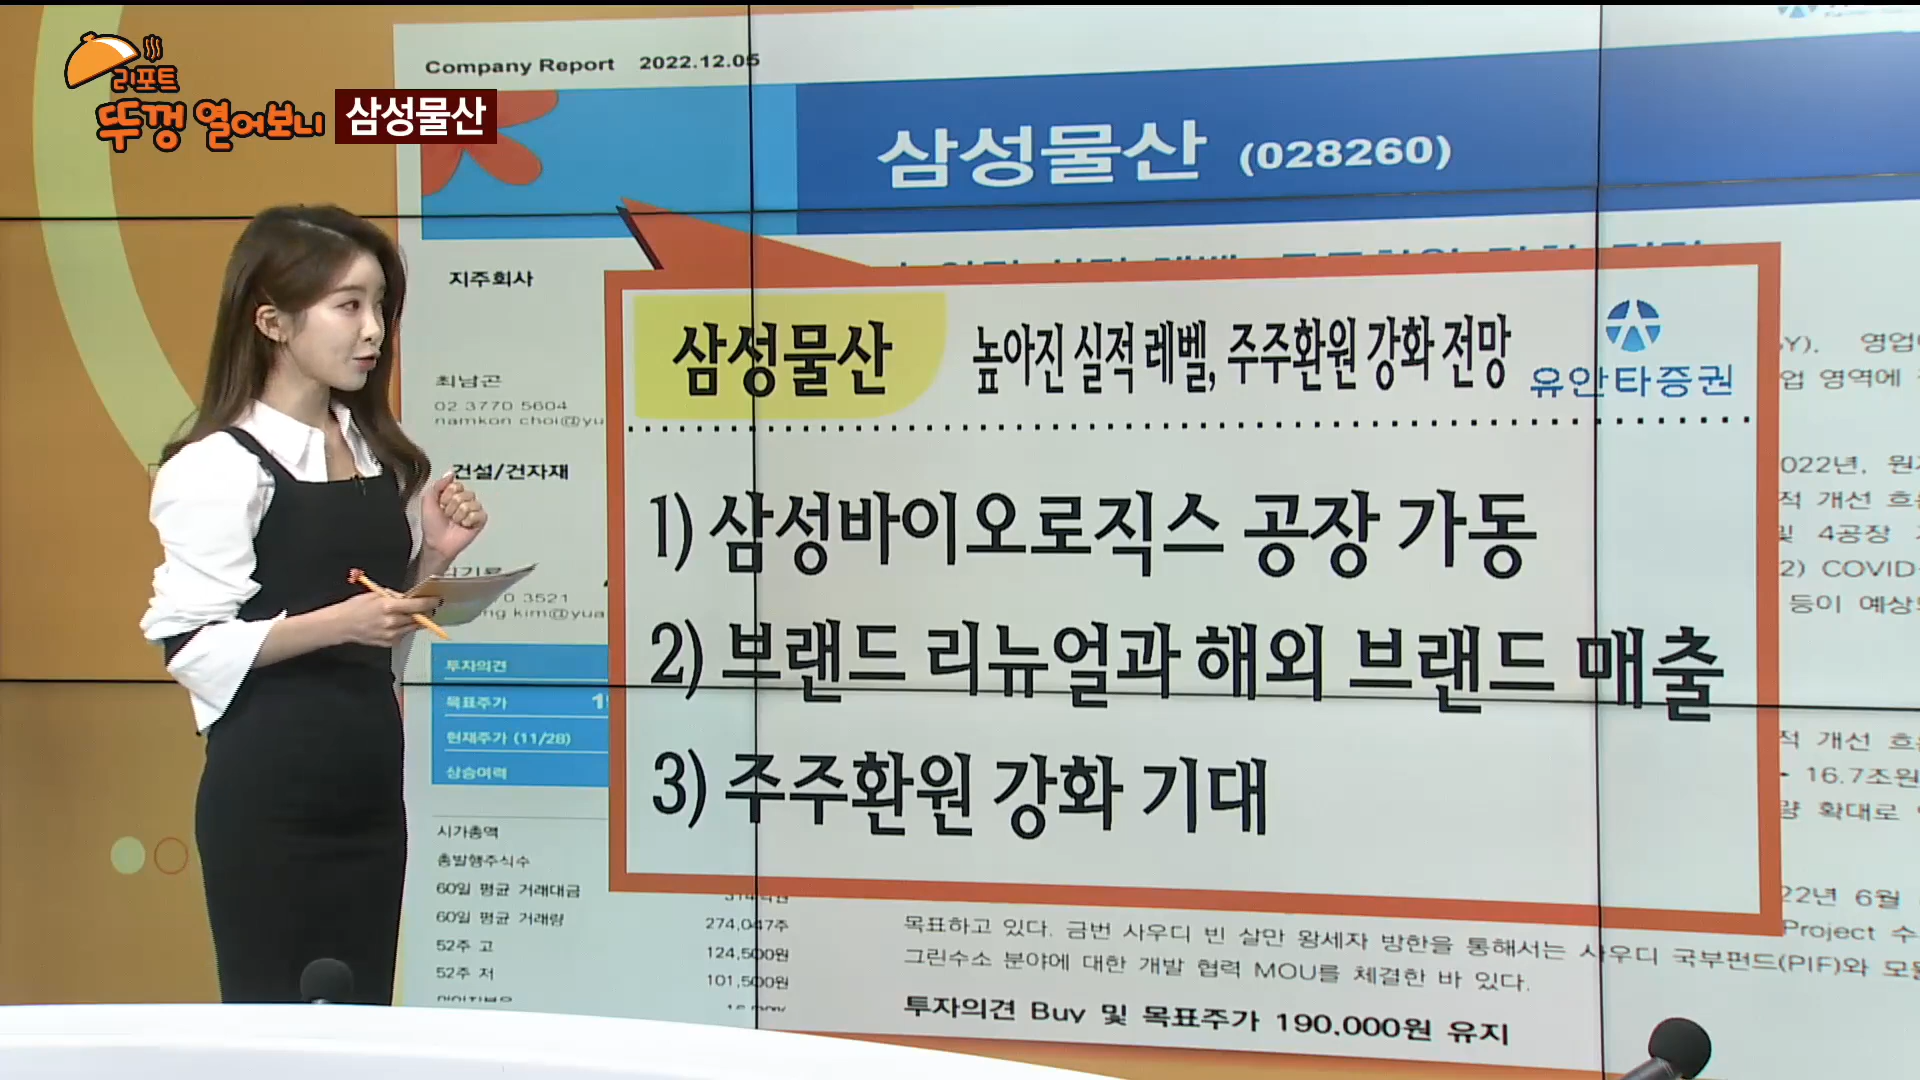 리포트
뚜껑 열어보니
삼성물산
Company Report 2022.12.05
삼성물산 (028260)
지주회사
최남곤
02 3770 5604
namkon choi@yu
건설/건자재
3521
kim@yua
투자의견
목표주가
현재주가 (11/28)
상승여력
시가총액
총발행주식수
60일 평균 거래대금
60일 평균 거래량 274,047주
52주 고 124,500원
52주 저 101,500원
삼성물산
높아진 실적 레벨, 주주환원 강화 전망
유안타증권
1) 삼성바이오로직스 공장 가동
2) 브랜드 리뉴얼과 해외 브랜드 매출
3) 주주환원 강화 기대
업 영역에
022년,
적 개선
4공장
2) COVID
등이
적 개선
16.7조원
확대로
22년 6월
Project
목표하고 있다. 금번 사우디 빈 살만 왕세자 방한을 통해서는 사우디 국부펀드(PIF)와
그린수소 분야에 대한 개발 협력 MOU를 체결한 바 있다.
투자의견 Buy 및 목표주가 190,000원 유지